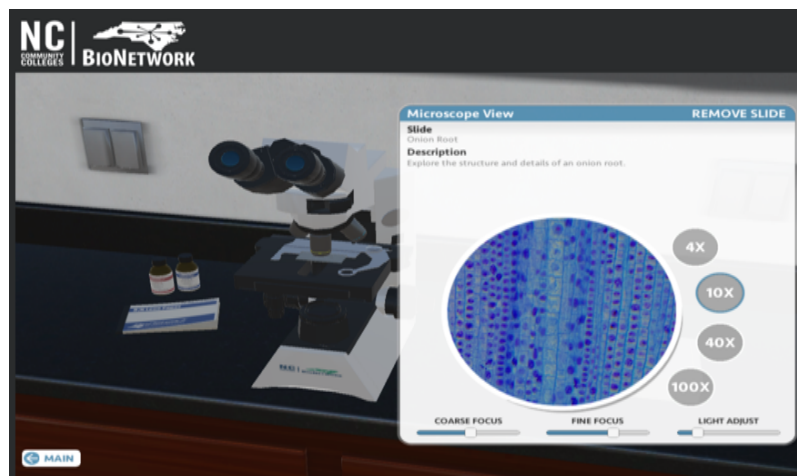 NC
COMMUNITY
COLLEGES
BIONETWORK
Microscope View
REMOVE SLIDE
Slide
Onion Root
Description
Explore the structure and details of an onion root.
4X
10X
40X
100X
COARSE FOCUS
FINE FOCUS
LIGHT ADJUST
NC
MAIN